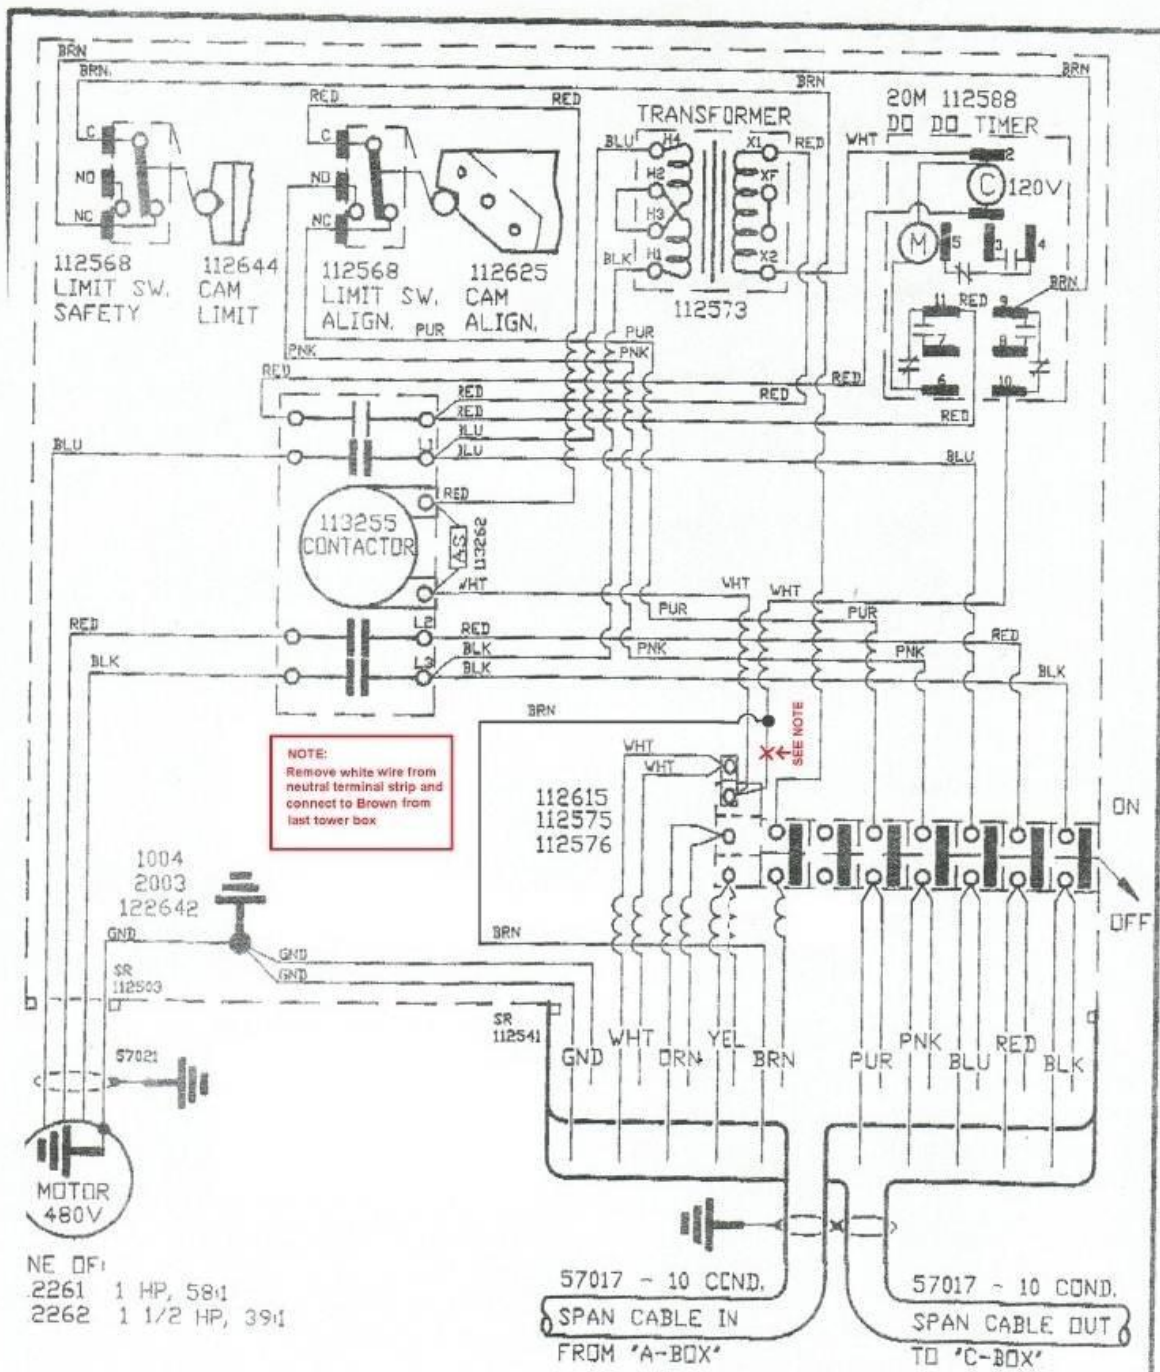 BRN
BRN
BRN
BRN
RED
RED
TRANSFORMER
20M 112588
DO DO TIMER
BLU
H4
X1
RED
WHT
2
C
NO
NC
C
NO
NC
H2
XF
H3
H1
BLK
X2
C
120V
M
5
3
4
112568
LIMIT SW.
SAFETY
112644
CAM
LIMIT
112568
LIMIT SW.
ALIGN.
112625
CAM
ALIGN.
112573
BRN
11
RED
9
7
8
6
10
PUR
PUR
PNK
PNK
RED
RED
RED
RED
RED
RED
BLU
L1
BLU
BLU
BLU
RED
113255
CONTACTOR
A.S.
113262
WHT
WHT
WHT
PUR
PUR
RED
L2
RED
RED
BLK
L3
BLK
BLK
PNK
PNK
BLK
BRN
SEE NOTE
NOTE:
Remove white wire from
neutral terminal strip and
connect to Brown from
last tower box
WHT
WHT
112615
112575
112576
ON
OFF
1004
2003
122642
GND
GND
GND
BRN
SR
112503
SR
112541
57021
GND
WHT
ORN
YEL
BRN
PUR
PNK
BLU
RED
BLK
MOTOR
480V
NE OF:
2261 1 HP, 58:1
2262 1 1/2 HP, 39:1
57017 - 10 COND.
SPAN CABLE IN
FROM "A-BOX"
57017 - 10 COND.
SPAN CABLE OUT
TO "C-BOX"